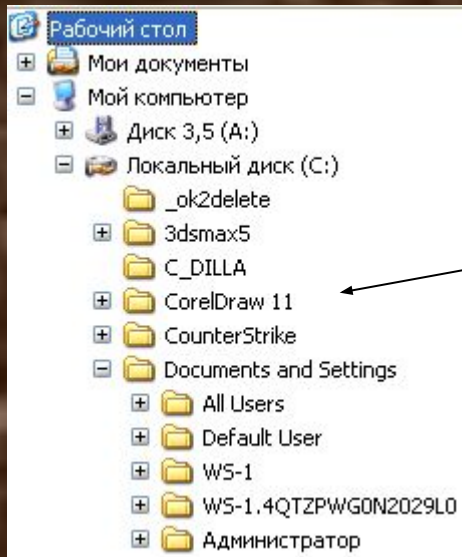 Рабочий стол
Мои документы
Мой компьютер
Диск 3,5 (A:)
Локальный диск (C:)
_ok2delete
3dsmax5
C_DILLA
CorelDraw 11
CounterStrike
Documents and Settings
All Users
Default User
WS-1
WS-1.4QTZPWG0N2029L0
Администратор